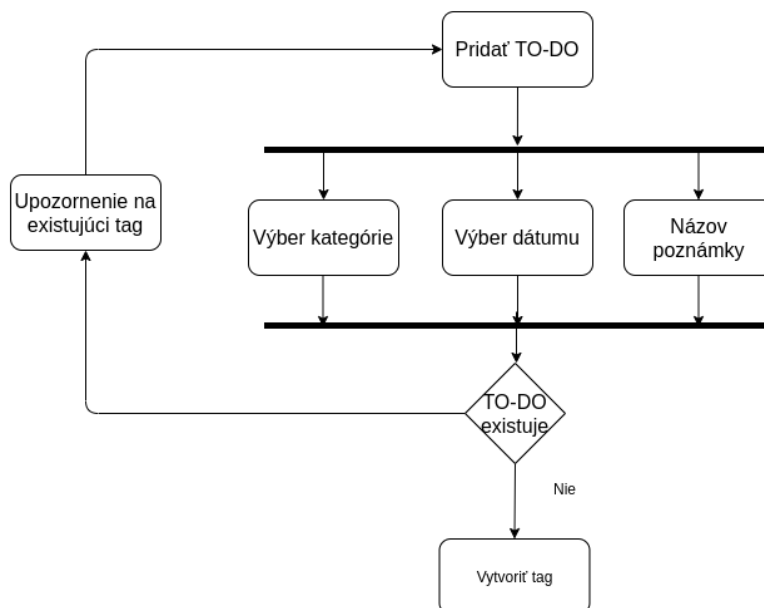 Pridať TO-DO
Upozornenie na
existujúci tag
Výber kategórie
Výber dátumu
Názov
poznámky
TO-DO
existuje
Nie
Vytvoriť tag